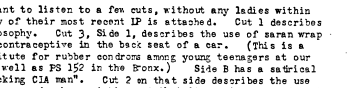 ant to listen to a few cuts, without any ladies within
y of their most recent LP is attached. Cut 1 describes
osophy. Cut 3, Side 1, describes the use of saran wrap
contraceptive in the back seat of a car. (This is a
itute for rubber condroms among young teenagers at our
well as PS 152 in the Bronx.) Side B has a satirical
king CIA man". Cut 2 on that side describes the use